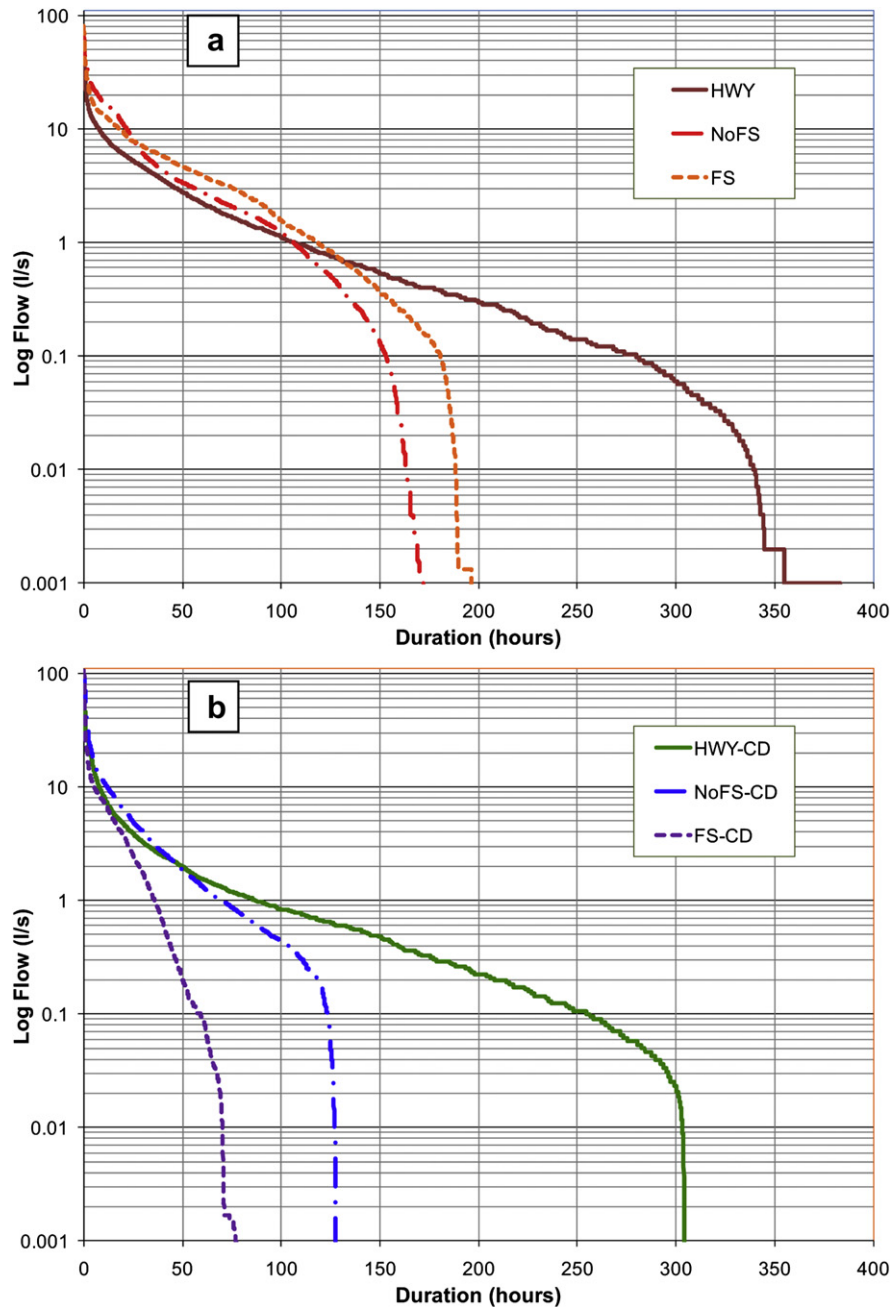 a
100
10
1
0.1
0.01
0.001
Log Flow (l/s)
HWY
NoFS
FS
0 50 100 150 200 250 300 350 400
Duration (hours)
b
100
10
1
0.1
0.01
0.001
Log Flow (l/s)
HWY-CD
NoFS-CD
FS-CD
0 50 100 150 200 250 300 350 400
Duration (hours)